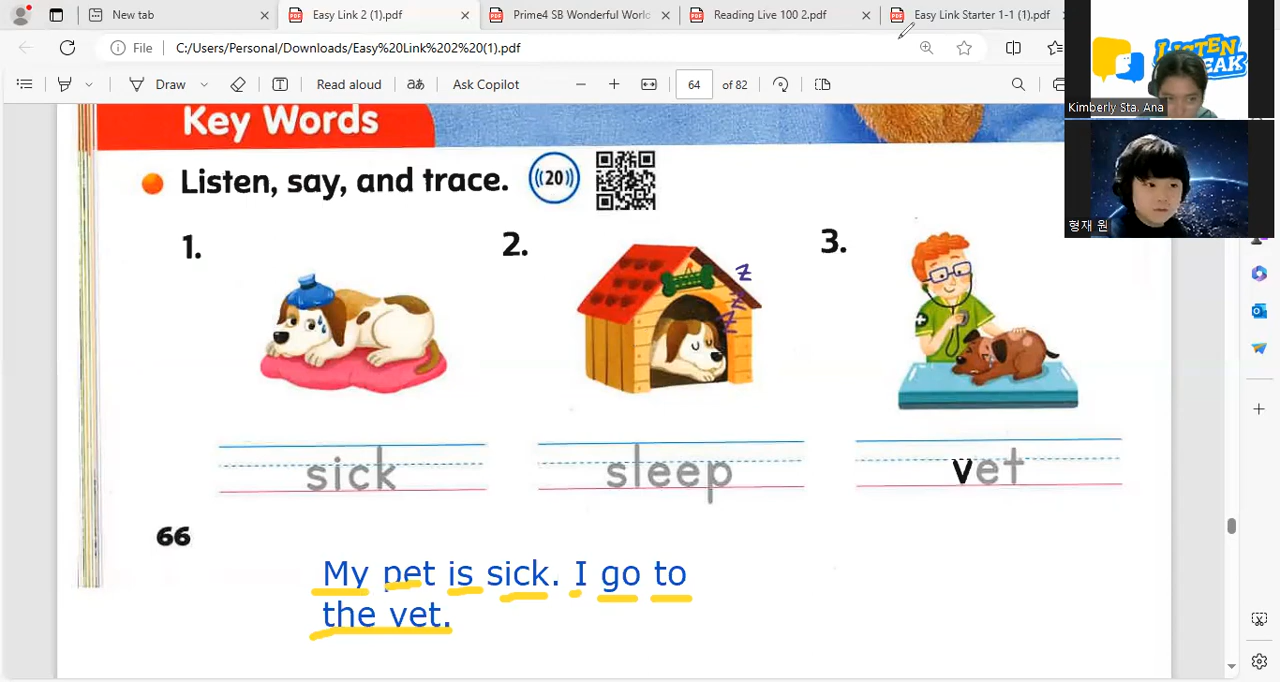 New tab
Easy Link 2 (1).pdf
Prime4 SB Wonderful World
Reading Live 100 2.pdf
Easy Link Starter 1-1 (1).pdf
File
C:/Users/Personal/Downloads/Easy%20Link%202%20(1).pdf
Draw
Read aloud
aあ
Ask Copilot
64
of 82
Kimberly Sta. Ana
형재 원
Key Words
Listen, say, and trace.
20
1.
2.
3.
z
z
z
sick
sleep
vet
66
My pet is sick. I go to
the vet.